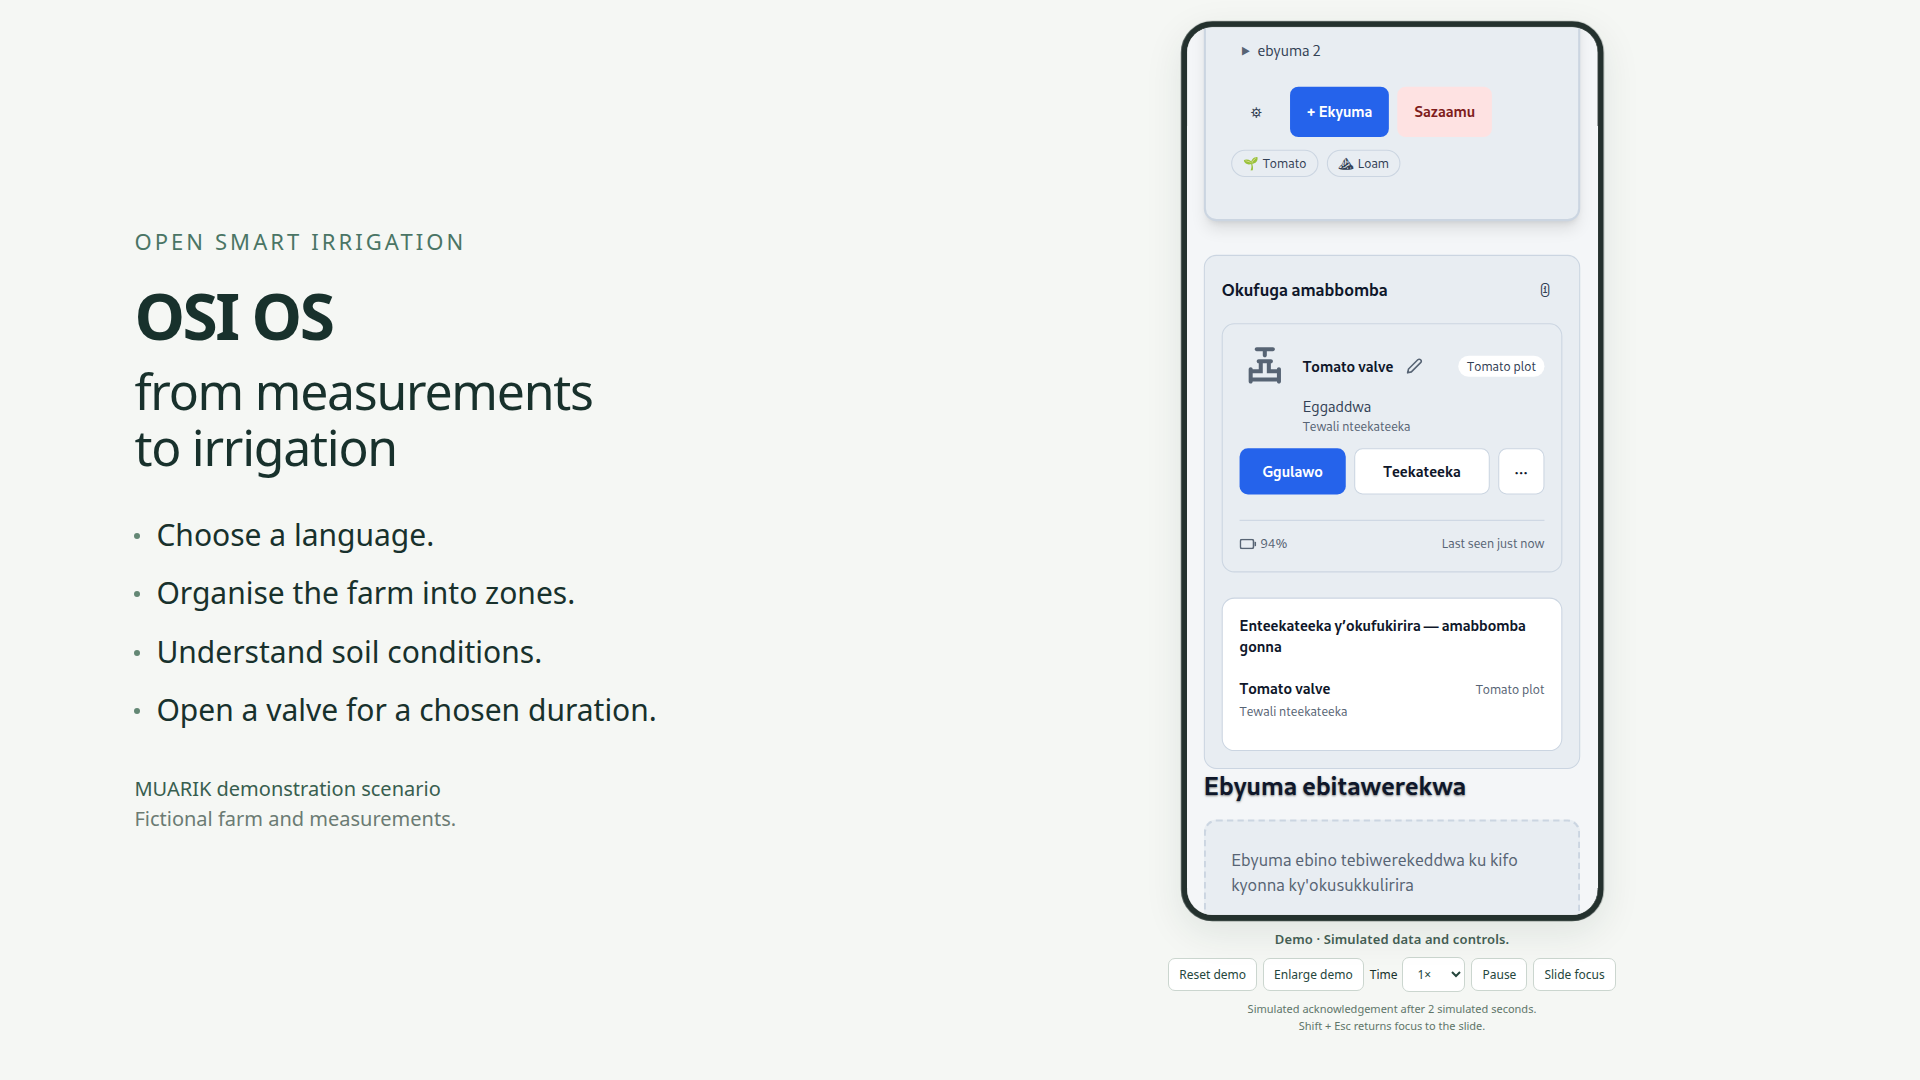 OPEN SMART IRRIGATION
OSI OS
from measurements
to irrigation
• Choose a language.
• Organise the farm into zones.
• Understand soil conditions.
• Open a valve for a chosen duration.
MUARIK demonstration scenario
Fictional farm and measurements.
▶ ebyuma 2
+ Ekyuma
Sazaamu
Tomato
Loam
Okufuga amabbomba
Tomato valve
Tomato plot
Eggaddwa
Tewali nteekateeka
Ggulawo
Teekateeka
...
94%
Last seen just now
Enteekateeka y’okufukirira — amabbomba
gonna
Tomato valve
Tomato plot
Tewali nteekateeka
Ebyuma ebitawerekwa
Ebyuma ebino tebiwerekeddwa ku kifo
kyonna ky'okusukkulirira
Demo · Simulated data and controls.
Reset demo
Enlarge demo
Time
1×
Pause
Slide focus
Simulated acknowledgement after 2 simulated seconds.
Shift + Esc returns focus to the slide.